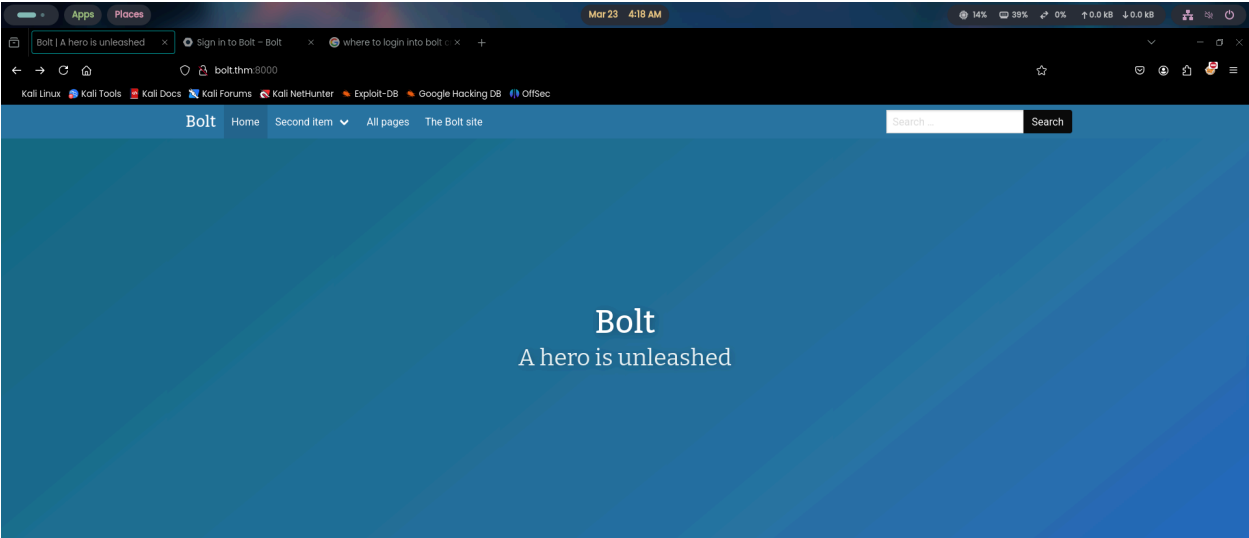 Apps Places Mar 23 4:18 AM 14% 39% 0% ↑0.0 kB ↓0.0 kB
Bolt | A hero is unleashed × Sign in to Bolt – Bolt × where to login into bolt × +
bolt.thm:8000
Kali Linux Kali Tools Kali Docs Kali Forums Kali NetHunter Exploit-DB Google Hacking DB OffSec
Bolt Home Second item All pages The Bolt site Search ... Search
Bolt
A hero is unleashed